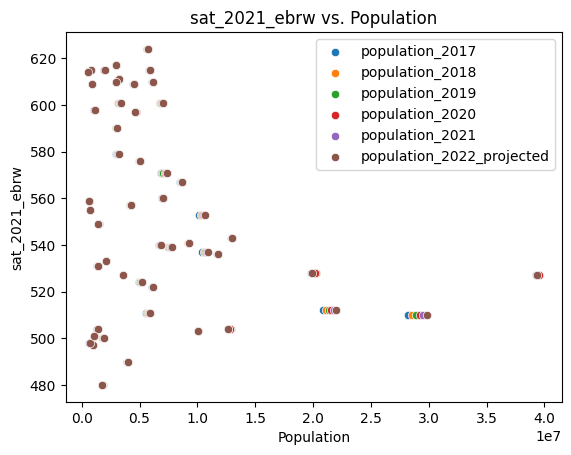 sat_2021_ebrw vs. Population
population_2017
population_2018
population_2019
population_2020
population_2021
population_2022_projected
sat_2021_ebrw
620
600
580
560
540
520
500
480
0.0 0.5 1.0 1.5 2.0 2.5 3.0 3.5 4.0
1e7
Population